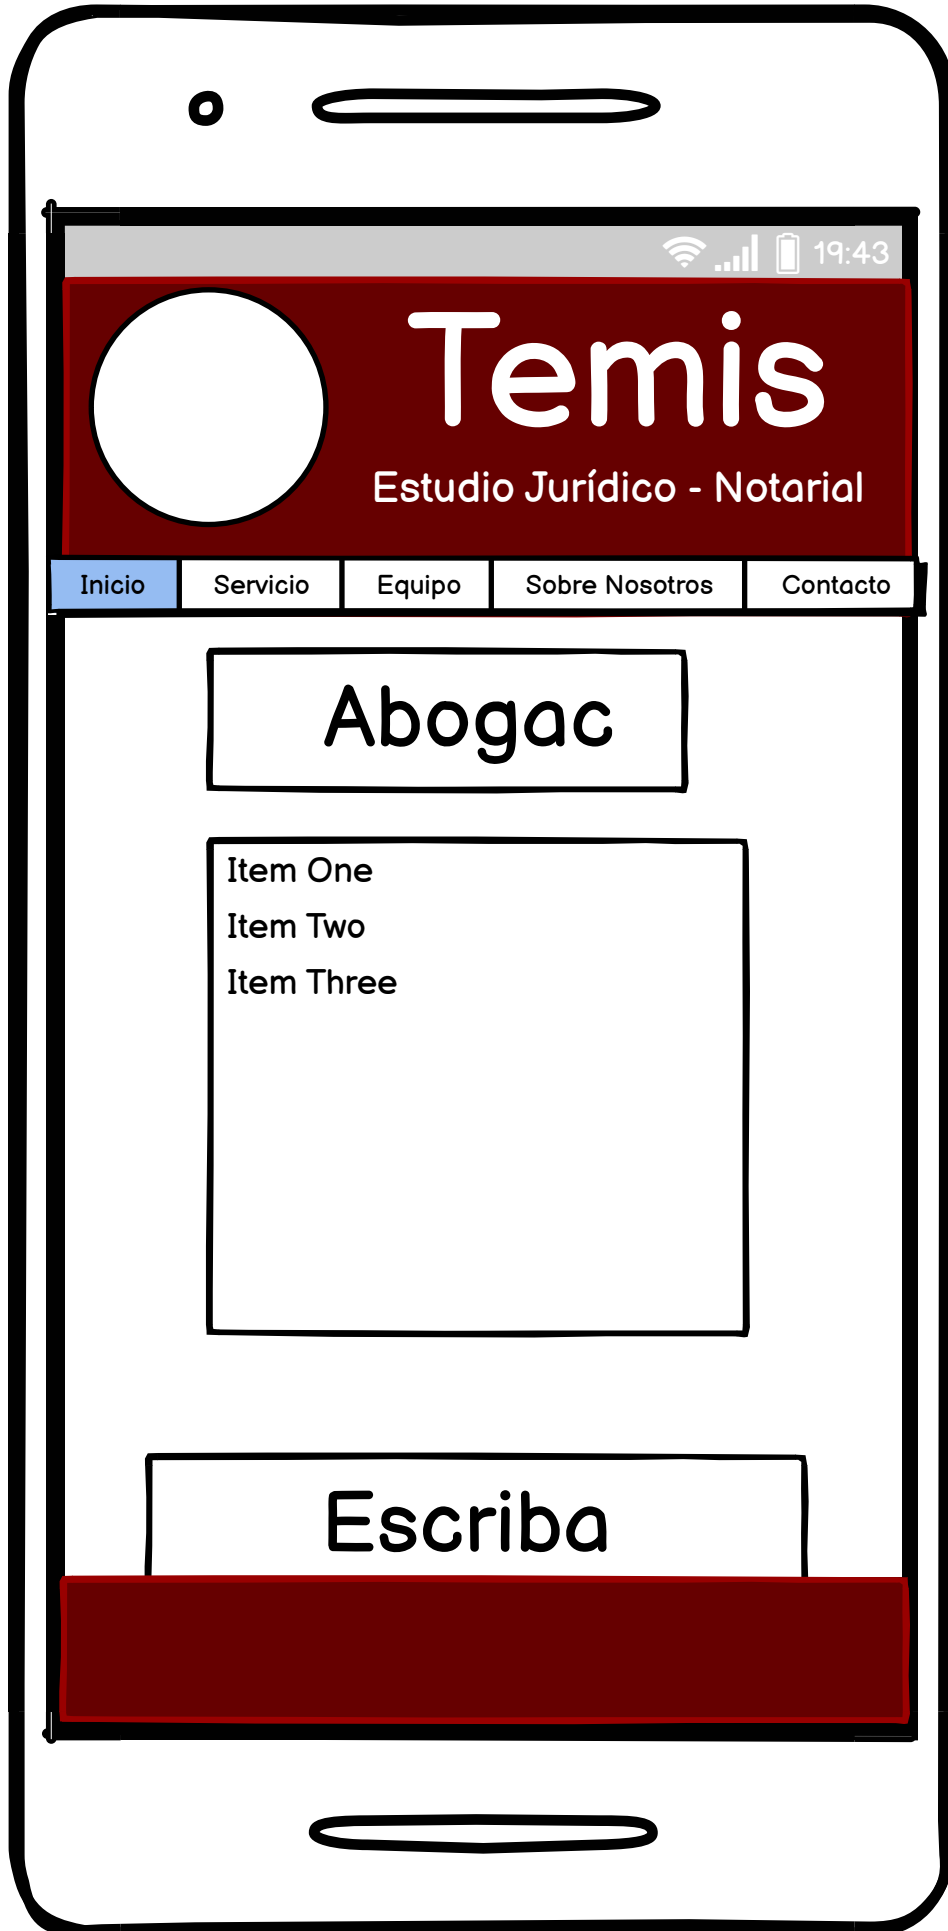 19:43
Temis
Estudio Jurídico - Notarial
Inicio Servicio Equipo Sobre Nosotros Contacto
Abogac
Item One
Item Two
Item Three
Escriba